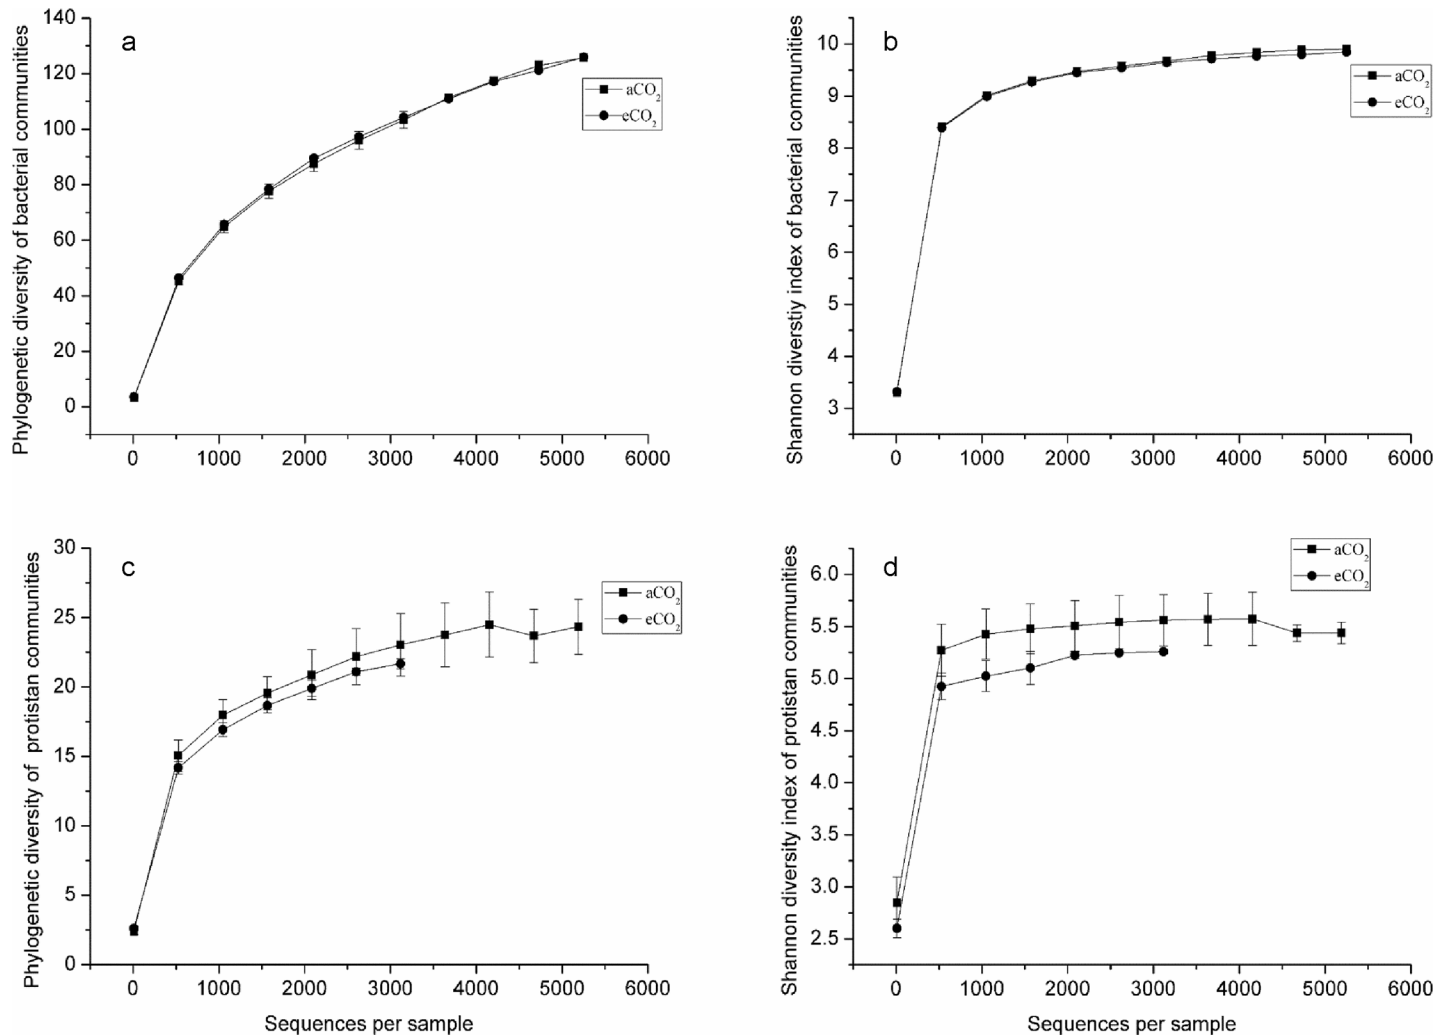 Phylogenetic diversity of bacterial communities
140
120
100
80
60
40
20
0
a
aCO2
eCO2
0 1000 2000 3000 4000 5000 6000
Shannon diverstiy index of bacterial communities
10
9
8
7
6
5
4
3
b
aCO2
eCO2
0 1000 2000 3000 4000 5000 6000
Phylogenetic diversity of protistan communities
30
25
20
15
10
5
0
c
aCO2
eCO2
0 1000 2000 3000 4000 5000 6000
Sequences per sample
Shannon diversity index of protistan communities
6.0
5.5
5.0
4.5
4.0
3.5
3.0
2.5
d
aCO2
eCO2
0 1000 2000 3000 4000 5000 6000
Sequences per sample